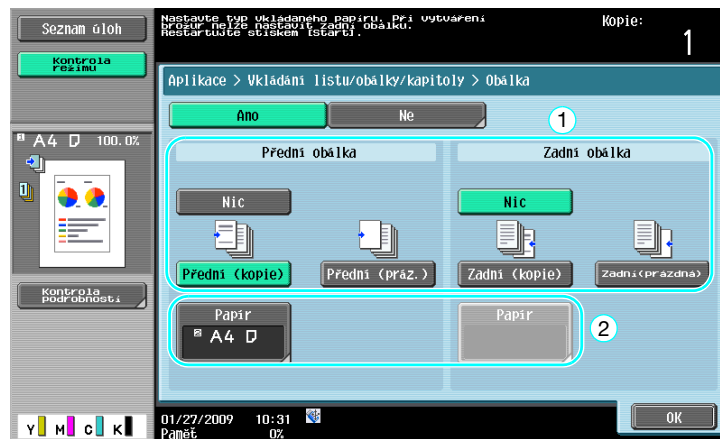 Seznam úloh
Kontrola
režimu
Nastavte typ vkládaného papíru. Při vytváření
brožur nelze nastavit zadní obálku.
Restartujte stiskem [start].
Kopie:
1
Aplikace > Vkládání listu/obálky/kapitoly > Obálka
Ano
Ne
1
A4 100.0%
1
Přední obálka
Zadní obálka
Nic
Nic
Přední (kopie)
Přední (práz.)
Zadní (kopie)
Zadní(prázdná)
Kontrola
podrobností
Papír
A4
Papír
2
OK
Y M C K
01/27/2009 10:31
Paměť 0%